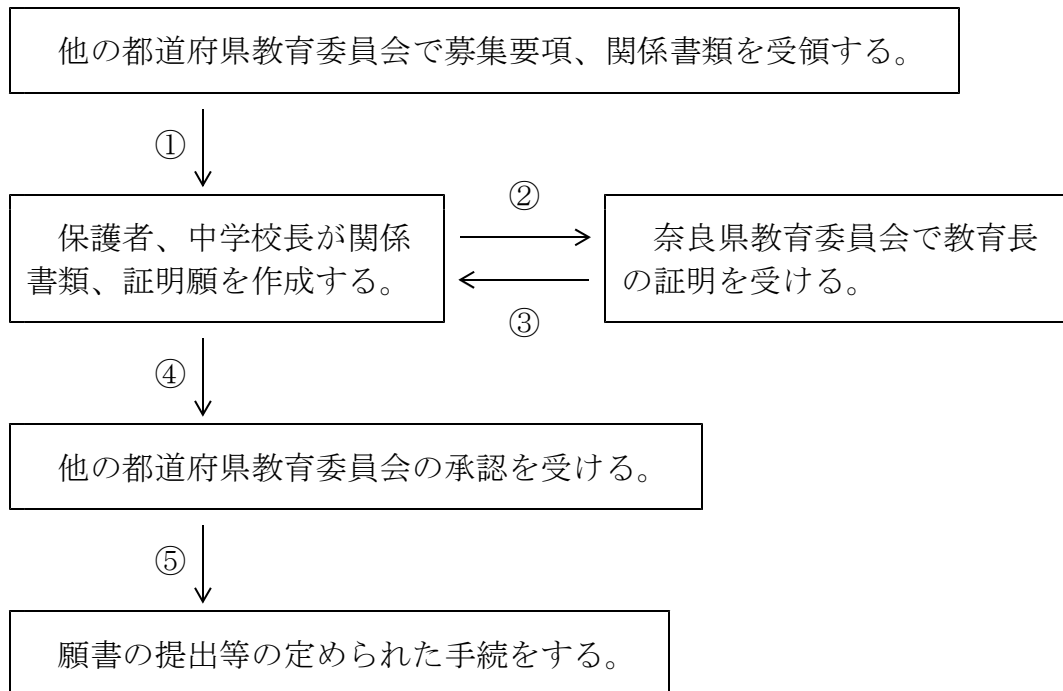 他の都道府県教育委員会で募集要項、関係書類を受領する。
①
②
保護者、中学校長が関係
書類、証明願を作成する。
奈良県教育委員会で教育長
の証明を受ける。
③
④
他の都道府県教育委員会の承認を受ける。
⑤
願書の提出等の定められた手続をする。